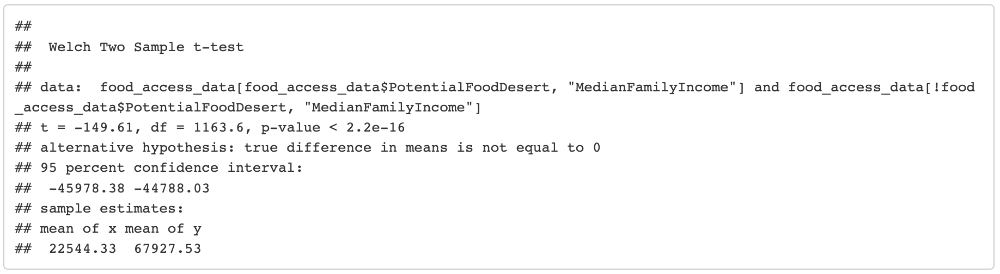 ##
##  Welch Two Sample t-test
##
## data:  food_access_data[food_access_data$PotentialFoodDesert, "MedianFamilyIncome"] and food_access_data[!food
_access_data$PotentialFoodDesert, "MedianFamilyIncome"]
## t = -149.61, df = 1163.6, p-value < 2.2e-16
## alternative hypothesis: true difference in means is not equal to 0
## 95 percent confidence interval:
##  -45978.38 -44788.03
## sample estimates:
## mean of x mean of y
##  22544.33  67927.53